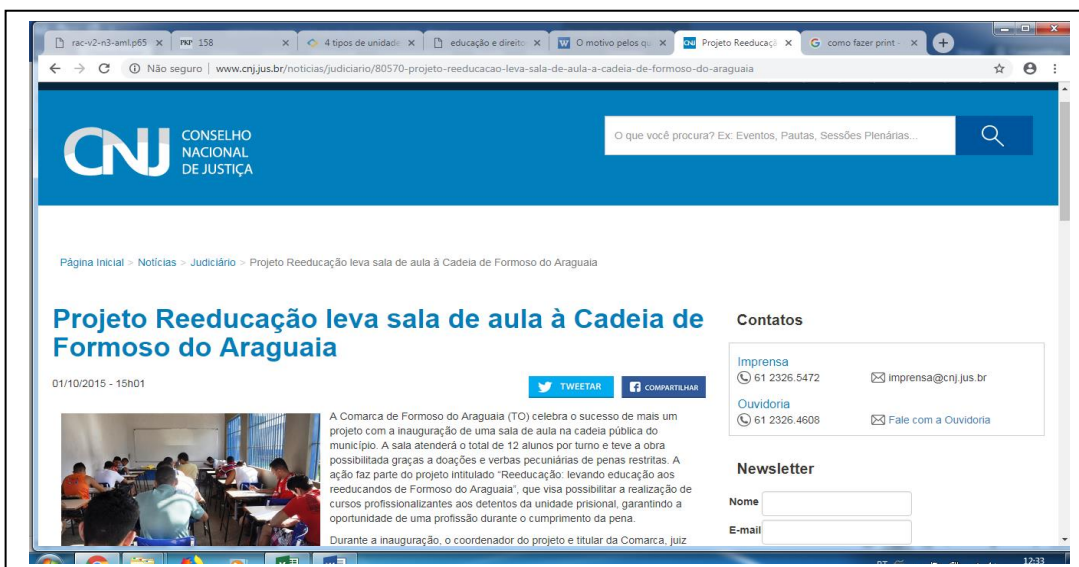 rac-v2-n3-aml.p65
PKP 158
4 tipos de unidade
educação e direito
O motivo pelos qu
CNJ Projeto Reeducaçã
como fazer print -
Não seguro | www.cnj.jus.br/noticias/judiciario/80570-projeto-reeducacao-leva-sala-de-aula-a-cadeia-de-formoso-do-araguaia
CNJ
CONSELHO
NACIONAL
DE JUSTIÇA
O que você procura? Ex: Eventos, Pautas, Sessões Plenárias...
Página Inicial > Notícias > Judiciário > Projeto Reeducação leva sala de aula à Cadeia de Formoso do Araguaia
Projeto Reeducação leva sala de aula à Cadeia de
Formoso do Araguaia
01/10/2015 - 15h01
TWEETAR
COMPARTILHAR
A Comarca de Formoso do Araguaia (TO) celebra o sucesso de mais um
projeto com a inauguração de uma sala de aula na cadeia pública do
município. A sala atenderá o total de 12 alunos por turno e teve a obra
possibilitada graças a doações e verbas pecuniárias de penas restritas. A
ação faz parte do projeto intitulado “Reeducação: levando educação aos
reeducandos de Formoso do Araguaia”, que visa possibilitar a realização de
cursos profissionalizantes aos detentos da unidade prisional, garantindo a
oportunidade de uma profissão durante o cumprimento da pena.
Durante a inauguração, o coordenador do projeto e titular da Comarca, juiz
Contatos
Imprensa
61 2326.5472
imprensa@cnj.jus.br
Ouvidoria
61 2326.4608
Fale com a Ouvidoria
Newsletter
Nome
E-mail
PT
12:33